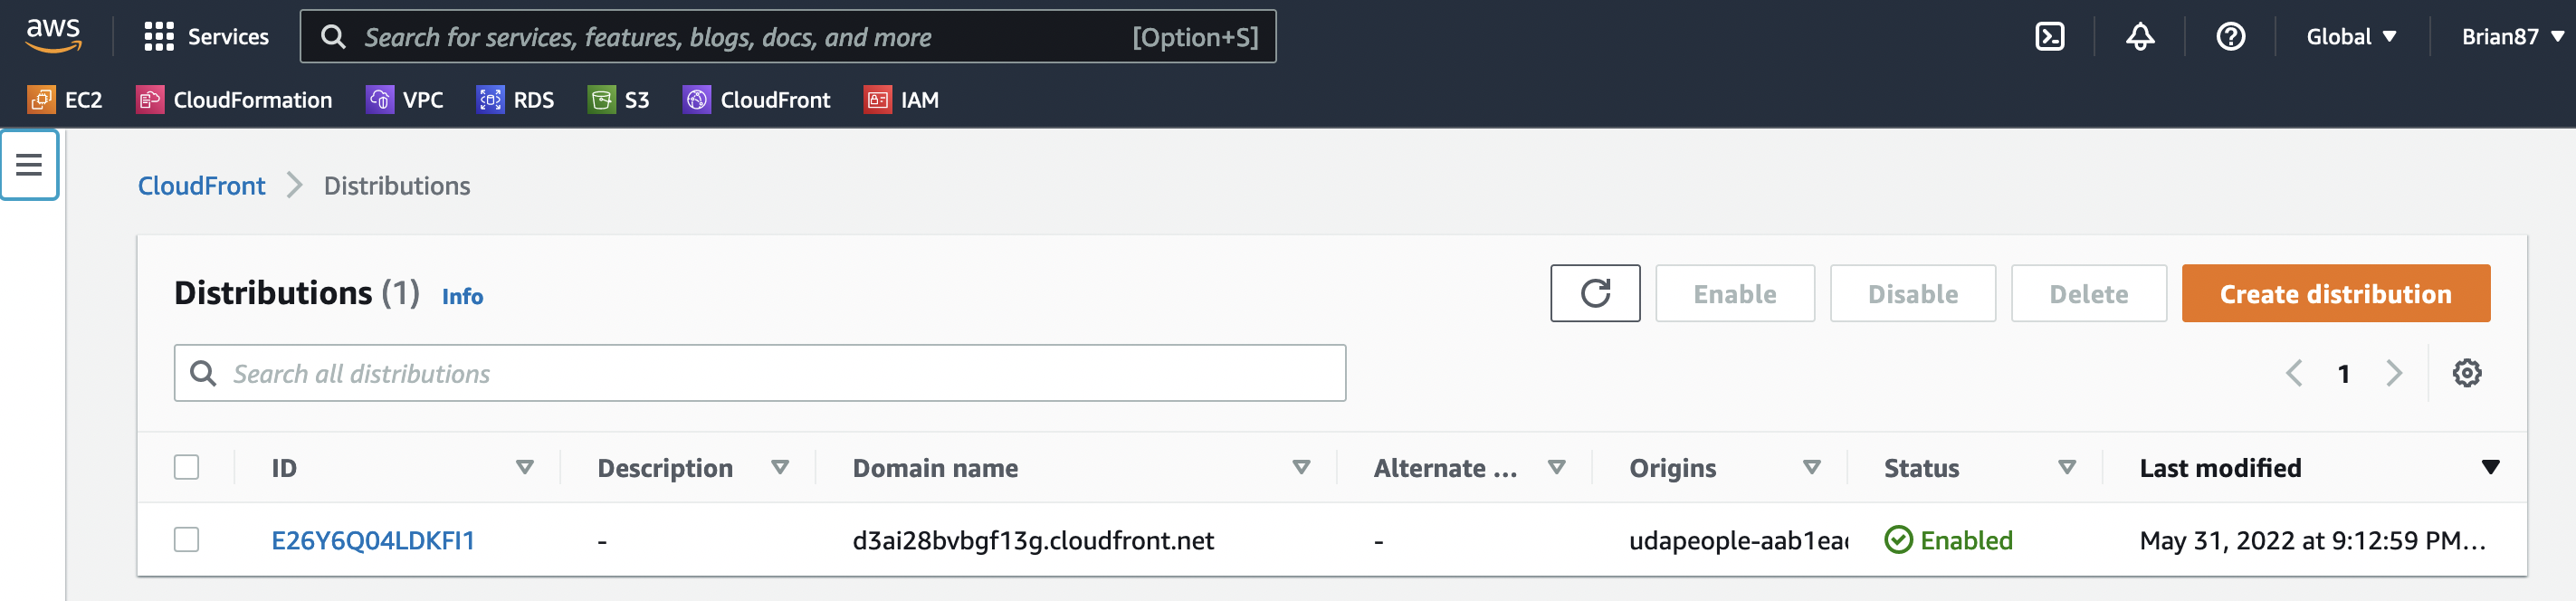 aws Services Search for services, features, blogs, docs, and more [Option+S] Global Brian87
EC2 CloudFormation VPC RDS S3 CloudFront IAM
CloudFront Distributions
Distributions (1) Info Enable Disable Delete Create distribution
Search all distributions 1
ID Description Domain name Alternate ... Origins Status Last modified
E26Y6Q04LDKFI1 - d3ai28bvbgf13g.cloudfront.net - udapeople-aab1ea Enabled May 31, 2022 at 9:12:59 PM...